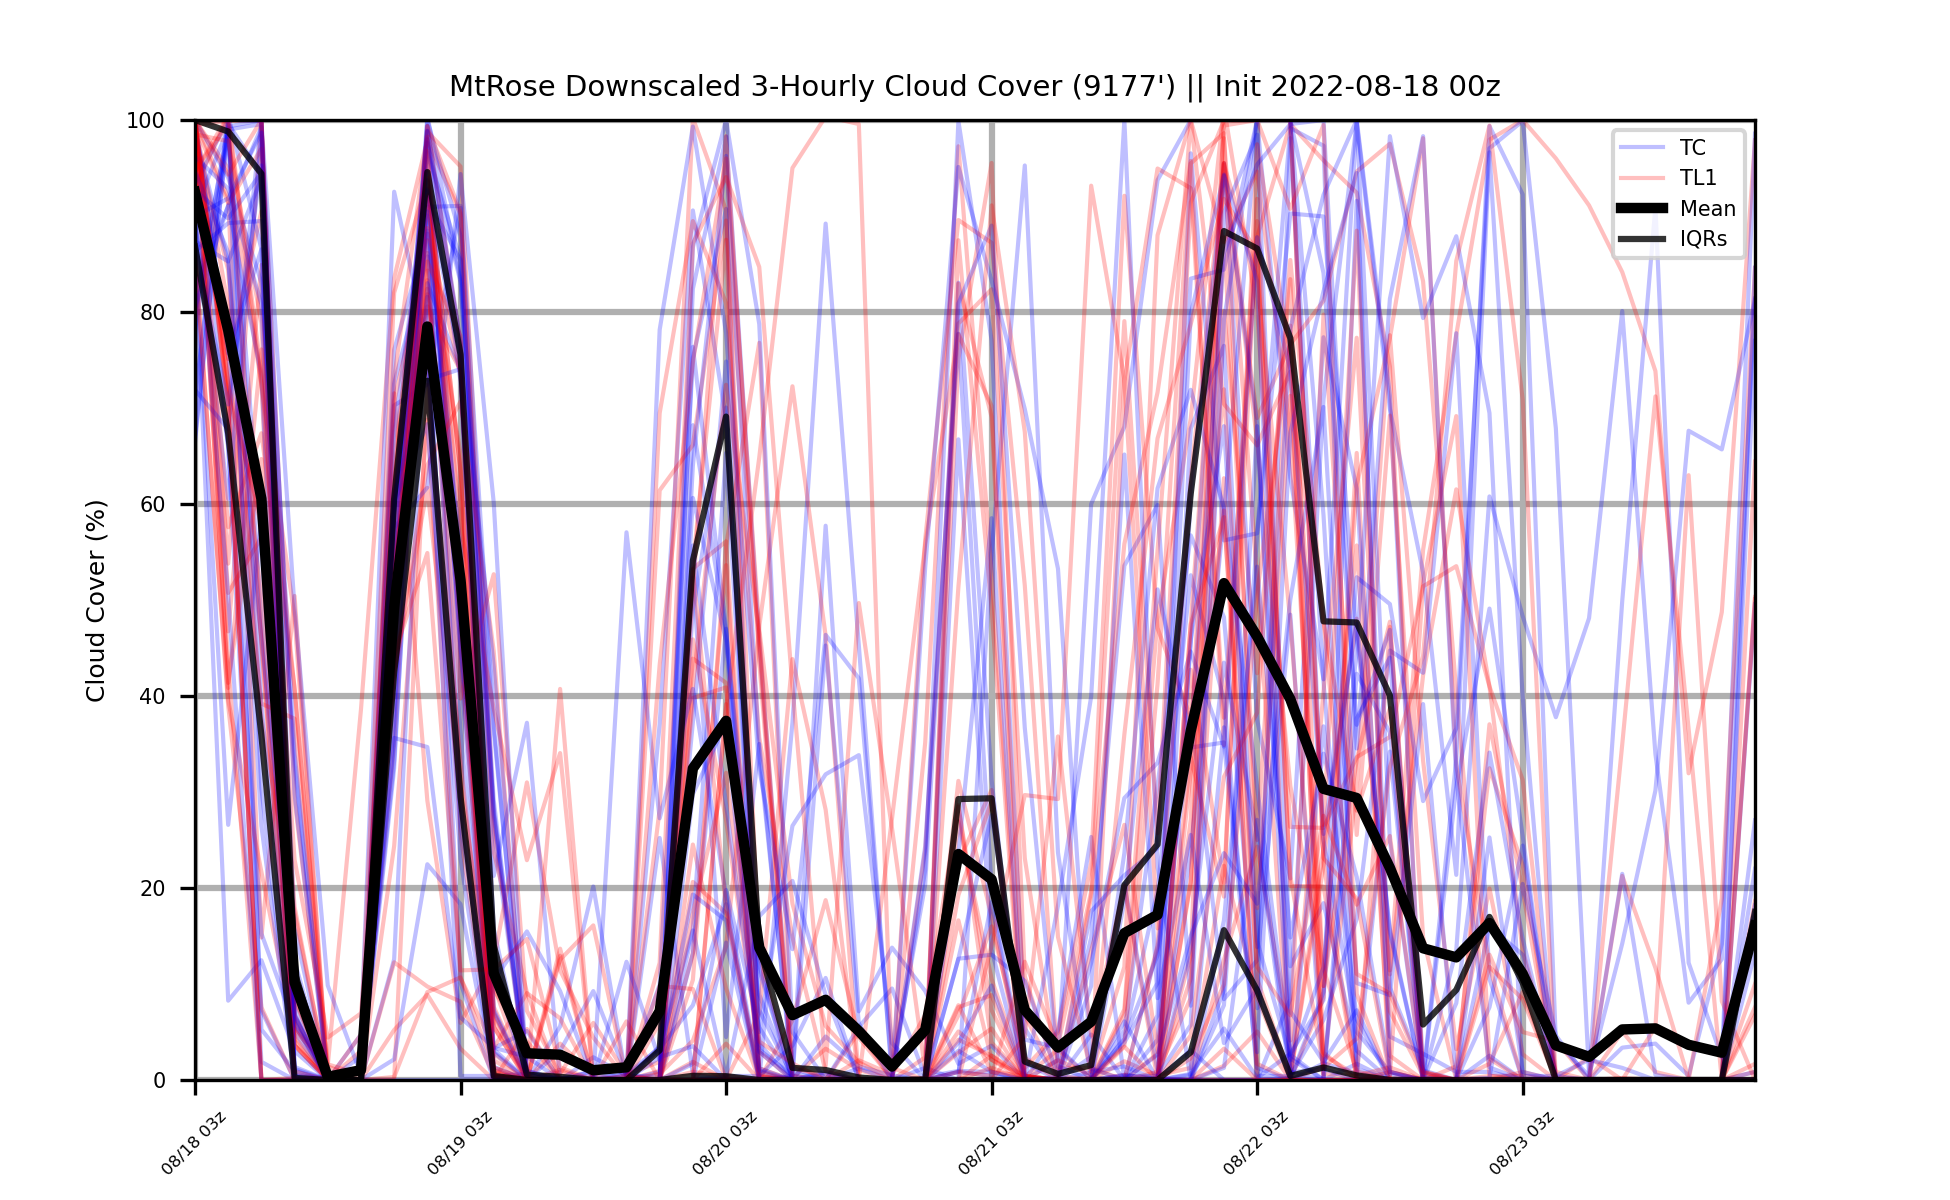 MtRose Downscaled 3-Hourly Cloud Cover (9177') || Init 2022-08-18 00z
TC
TL1
Mean
IQRs
Cloud Cover (%)
100
80
60
40
20
0
08/18 03z
08/19 03z
08/20 03z
08/21 03z
08/22 03z
08/23 03z